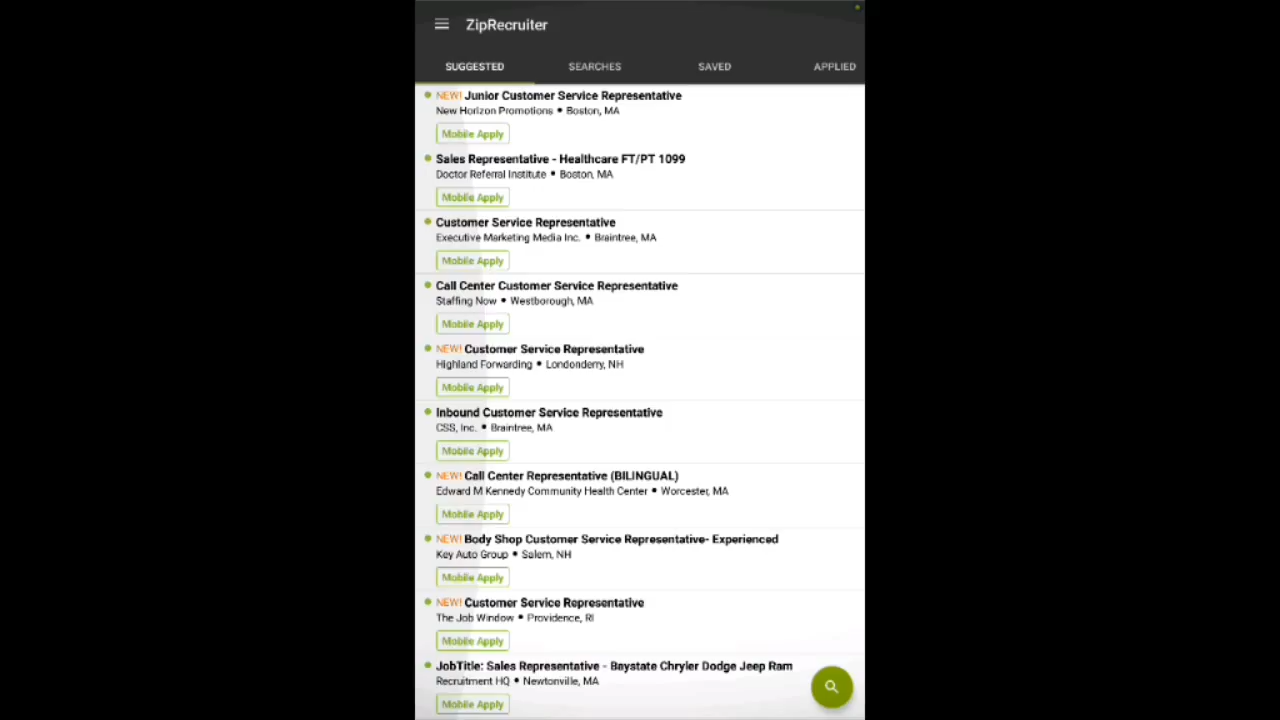 ZipRecruiter
SUGGESTED SEARCHES SAVED APPLIED
NEW! Junior Customer Service Representative
New Horizon Promotions • Boston, MA
Mobile Apply
Sales Representative - Healthcare FT/PT 1099
Doctor Referral Institute • Boston, MA
Mobile Apply
Customer Service Representative
Executive Marketing Media Inc. • Braintree, MA
Mobile Apply
Call Center Customer Service Representative
Staffing Now • Westborough, MA
Mobile Apply
NEW! Customer Service Representative
Highland Forwarding • Londonderry, NH
Mobile Apply
Inbound Customer Service Representative
CSS, Inc. • Braintree, MA
Mobile Apply
NEW! Call Center Representative (BILINGUAL)
Edward M Kennedy Community Health Center • Worcester, MA
Mobile Apply
NEW! Body Shop Customer Service Representative- Experienced
Key Auto Group • Salem, NH
Mobile Apply
NEW! Customer Service Representative
The Job Window • Providence, RI
Mobile Apply
JobTitle: Sales Representative - Baystate Chryler Dodge Jeep Ram
Recruitment HQ • Newtonville, MA
Mobile Apply